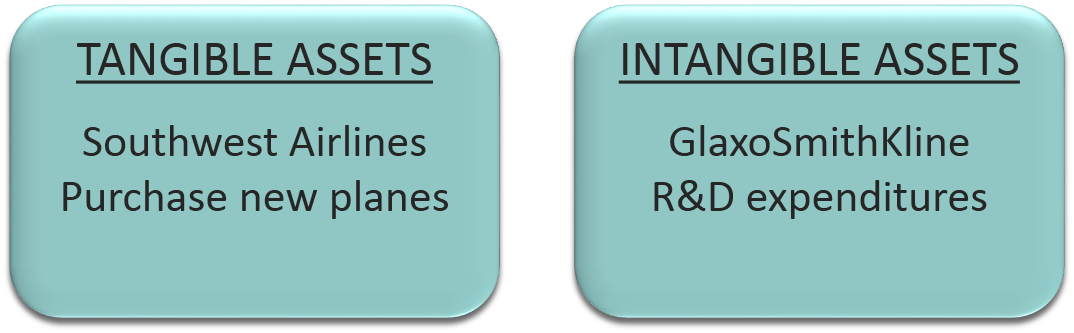 TANGIBLE ASSETS
Southwest Airlines
Purchase new planes
INTANGIBLE ASSETS
GlaxoSmithKline
R&D expenditures